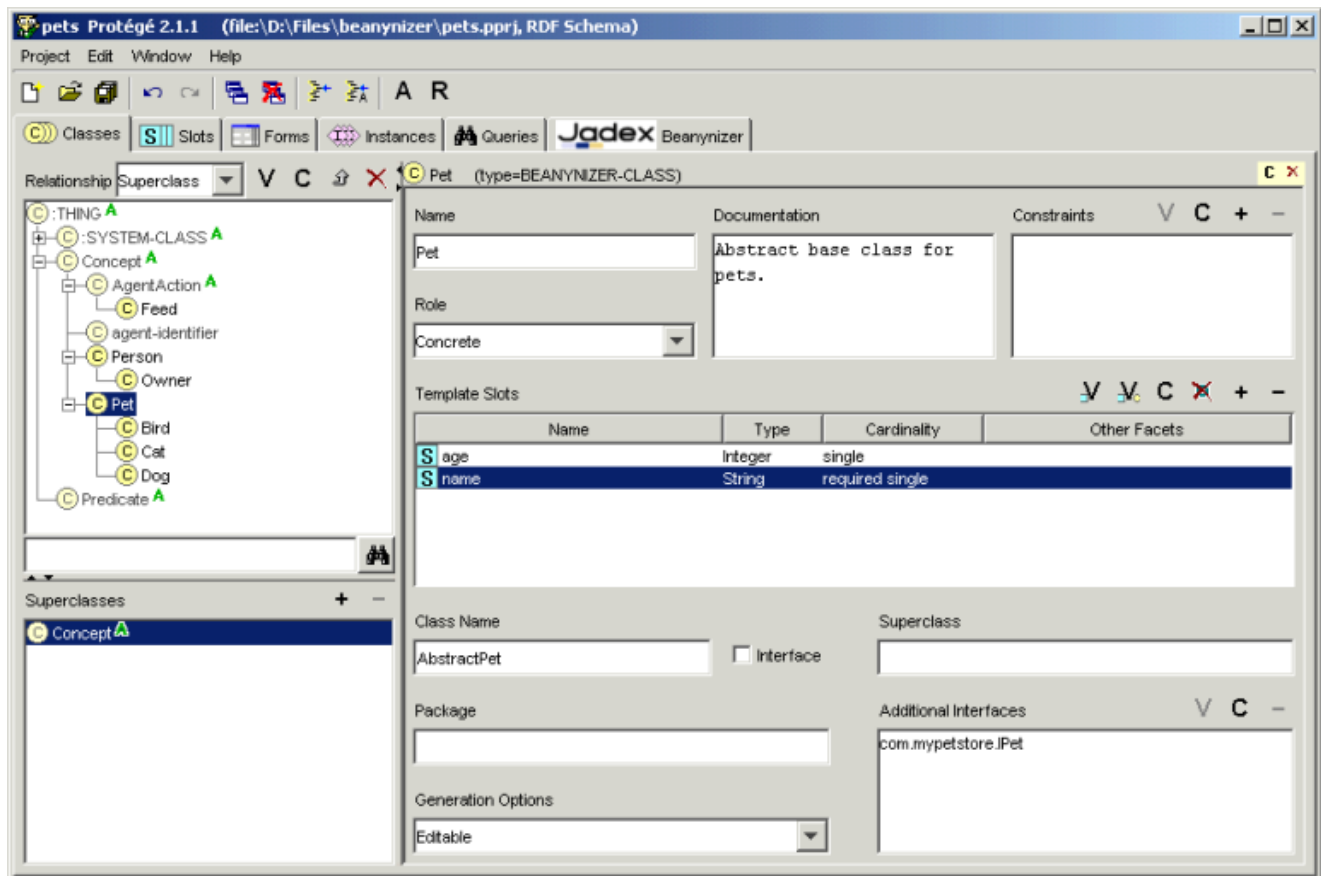 pets Protégé 2.1.1 (file:\D:\Files\beanynizer\pets.pprj, RDF Schema)
Project Edit Window Help
A R
Classes Slots Forms Instances Queries Jadex Beanynizer
Relationship Superclass V C
C Pet (type=BEANYNIZER-CLASS) C
:THING A
:SYSTEM-CLASS A
Concept A
AgentAction A
Feed
agent-identifier
Person
Owner
Pet
Bird
Cat
Dog
Predicate A
Superclasses + −
Concept A
Name
Pet
Documentation
Abstract base class for
pets.
Constraints V C + −
Role
Concrete
Template Slots V V C X + −
Name Type Cardinality Other Facets
S age Integer single
S name String required single
Class Name
AbstractPet
Interface
Superclass
Package
Additional Interfaces V C −
com.mypetstore.IPet
Generation Options
Editable